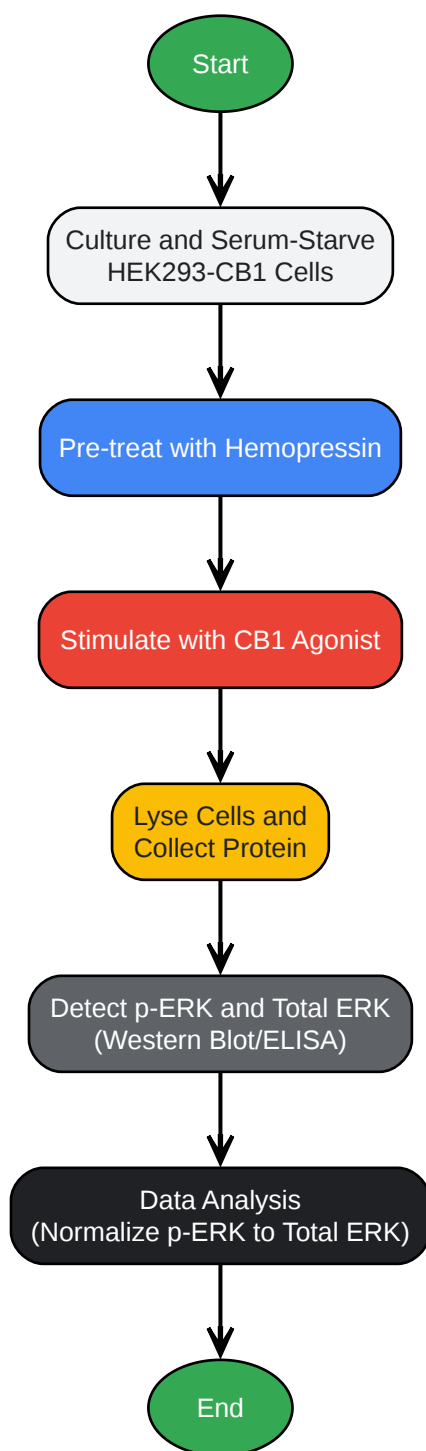 Start
Culture and Serum-Starve
HEK293-CB1 Cells
Pre-treat with Hemopressin
Stimulate with CB1 Agonist
Lyse Cells and
Collect Protein
Detect p-ERK and Total ERK
(Western Blot/ELISA)
Data Analysis
(Normalize p-ERK to Total ERK)
End